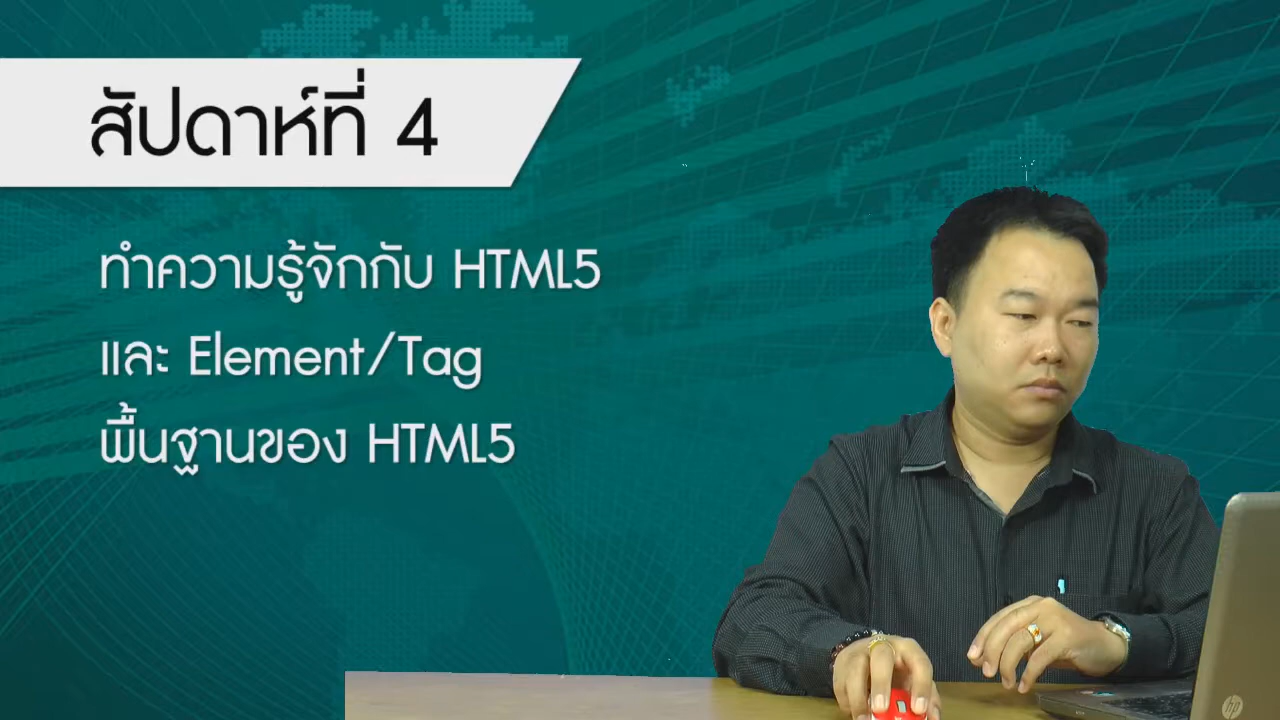 สัปดาห์ที่ 4
ทำความรู้จักกับ HTML5
และ Element/Tag
พื้นฐานของ HTML5
hp